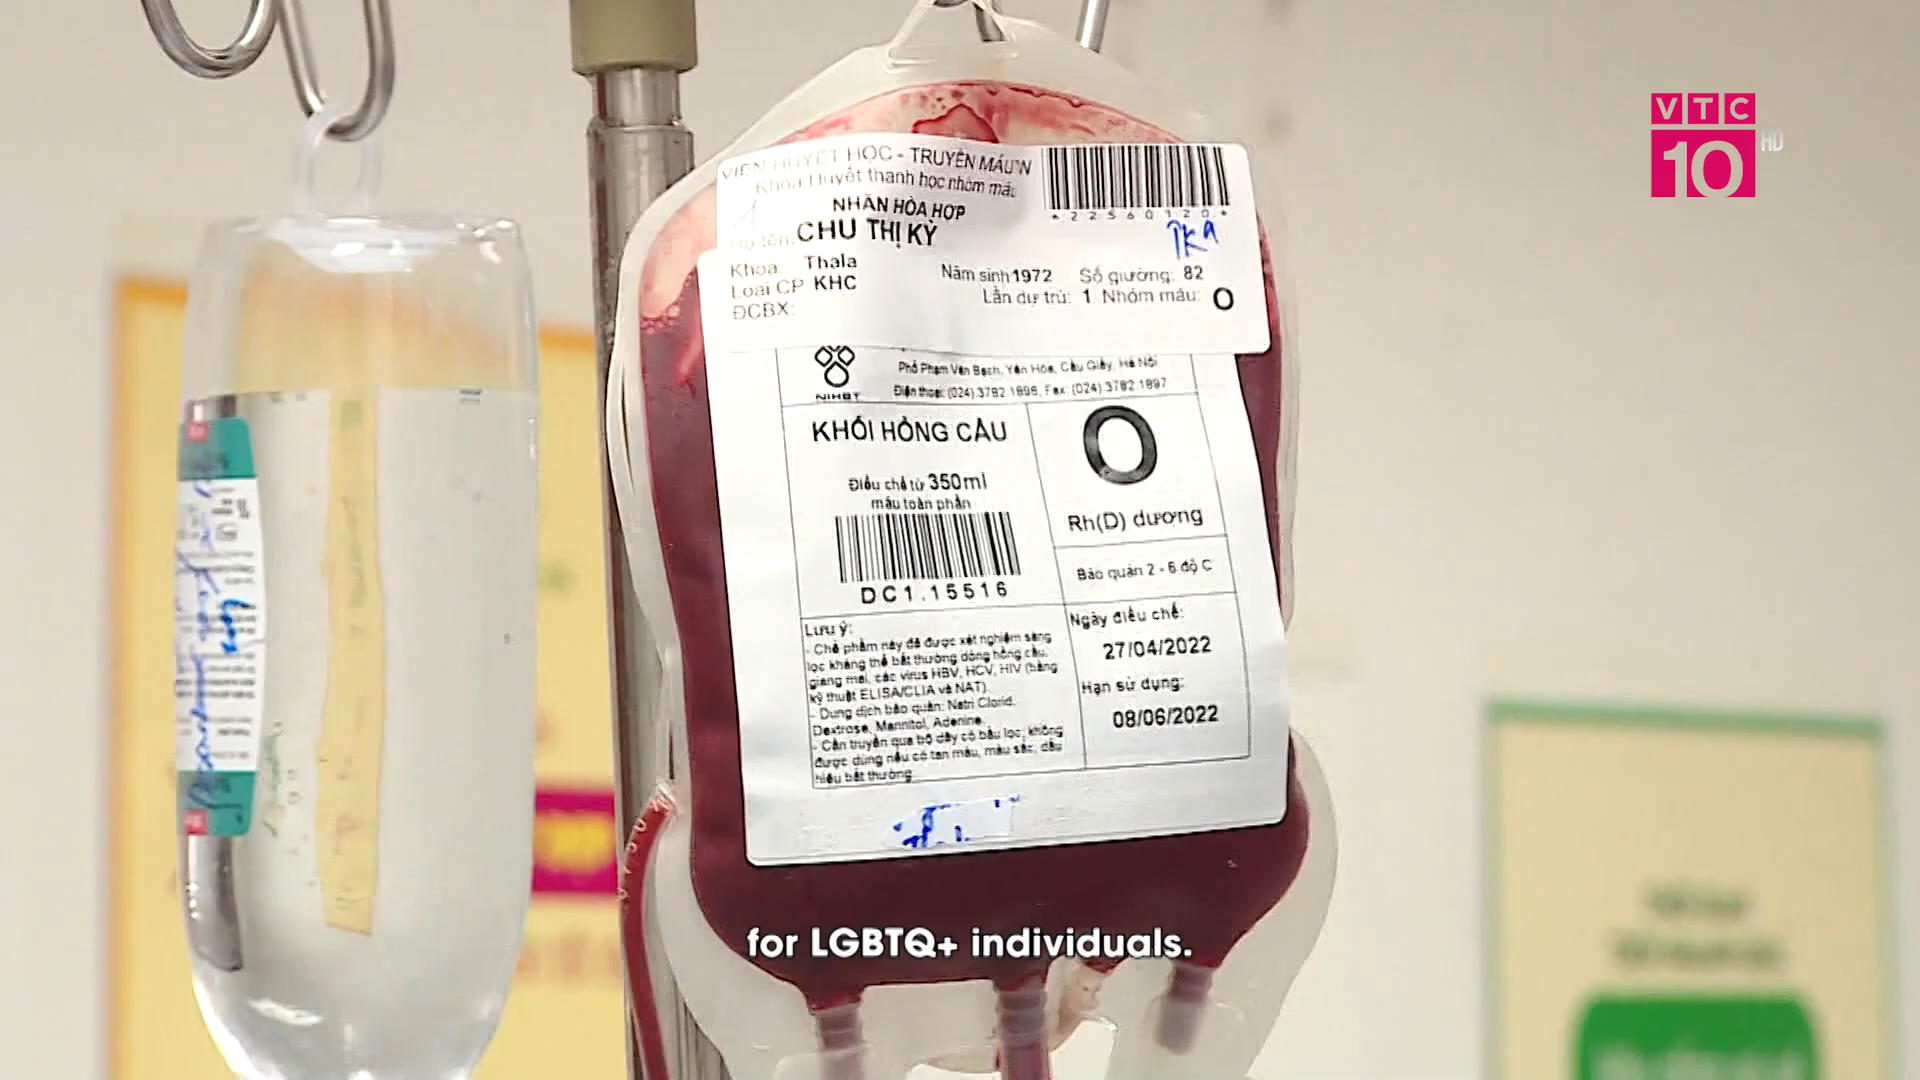 VTC
10 HD
VIỆN HUYẾT HỌC - TRUYỀN MÁU
Khoa Huyết thanh học nhóm máu
NHÃN HÒA HỢP
Họ tên: CHU THỊ KỲ
Khoa Thala
Năm sinh 1972 Số giường: 82
Loại CP KHC
Lần dự trù: 1 Nhóm máu: O
ĐCBX:
*22560120*
NIHBT
Phố Phạm Văn Bạch, Yên Hòa, Cầu Giấy, Hà Nội
Điện thoại: (024).3782.1898, Fax: (024).3782.1897
KHỐI HỒNG CẦU
Điều chế từ 350ml
máu toàn phần
DC1.15516
O
Rh(D) dương
Bảo quản 2 - 6 độ C
Ngày điều chế:
27/04/2022
Hạn sử dụng:
08/06/2022
Lưu ý:
- Chế phẩm này đã được xét nghiệm sàng
lọc kháng thể bất thường dòng hồng cầu,
giang mai, các virus HBV, HCV, HIV (bằng
kỹ thuật ELISA/CLIA và NAT).
- Dung dịch bảo quản: Natri Clorid,
Dextrose, Mannitol, Adenine.
- Cần truyền qua bộ dây có bầu lọc; không
được dùng nếu có tan máu, màu sắc, dấu
hiệu bất thường
for LGBTQ+ individuals.